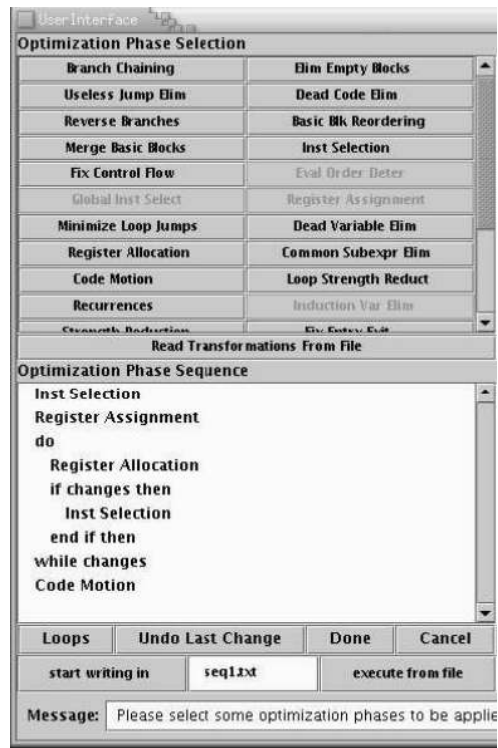 UserInterface
Optimization Phase Selection
Branch Chaining Elim Empty Blocks
Useless Jump Elim Dead Code Elim
Reverse Branches Basic Blk Reordering
Merge Basic Blocks Inst Selection
Fix Control Flow Eval Order Deter
Global Inst Select Register Assignment
Minimize Loop Jumps Dead Variable Elim
Register Allocation Common Subexpr Elim
Code Motion Loop Strength Reduct
Recurrences Induction Var Elim
Strength Reduction Fix Entry Exit
Read Transformations From File
Optimization Phase Sequence
Inst Selection
Register Assignment
do
Register Allocation
if changes then
Inst Selection
end if then
while changes
Code Motion
Loops Undo Last Change Done Cancel
start writing in seq1.txt execute from file
Message: Please select some optimization phases to be applie